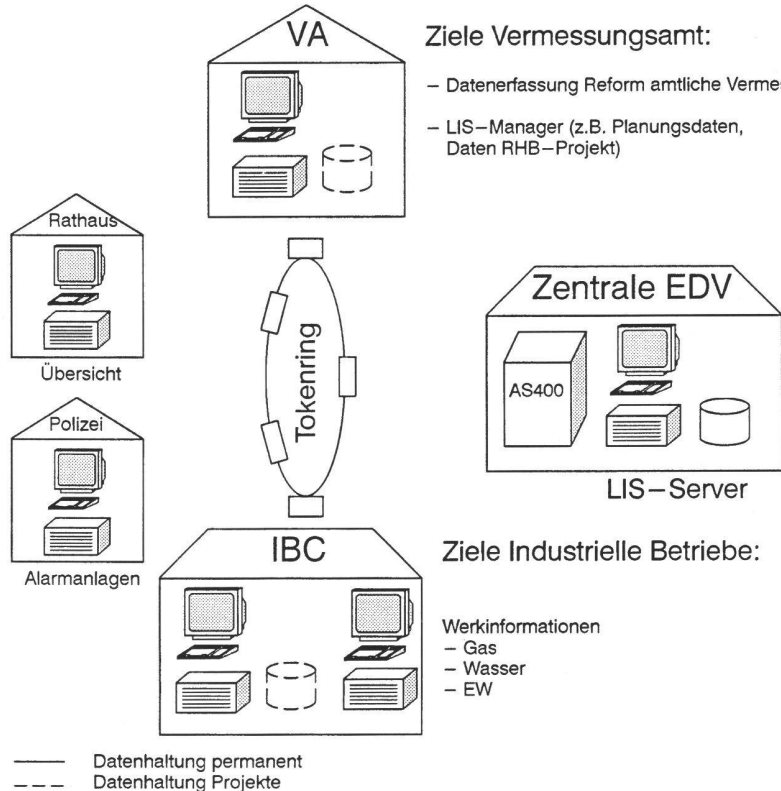 VA
Ziele Vermessungsamt:
– Datenerfassung Reform amtliche
– LIS–Manager (z.B. Planungsdaten,
Daten RHB–Projekt)
Rathaus
Übersicht
Polizei
Alarmanlagen
Tokenring
Zentrale EDV
AS400
LIS–Server
IBC
Ziele Industrielle Betriebe:
Werkinformationen
– Gas
– Wasser
– EW
Datenhaltung permanent
Datenhaltung Projekte